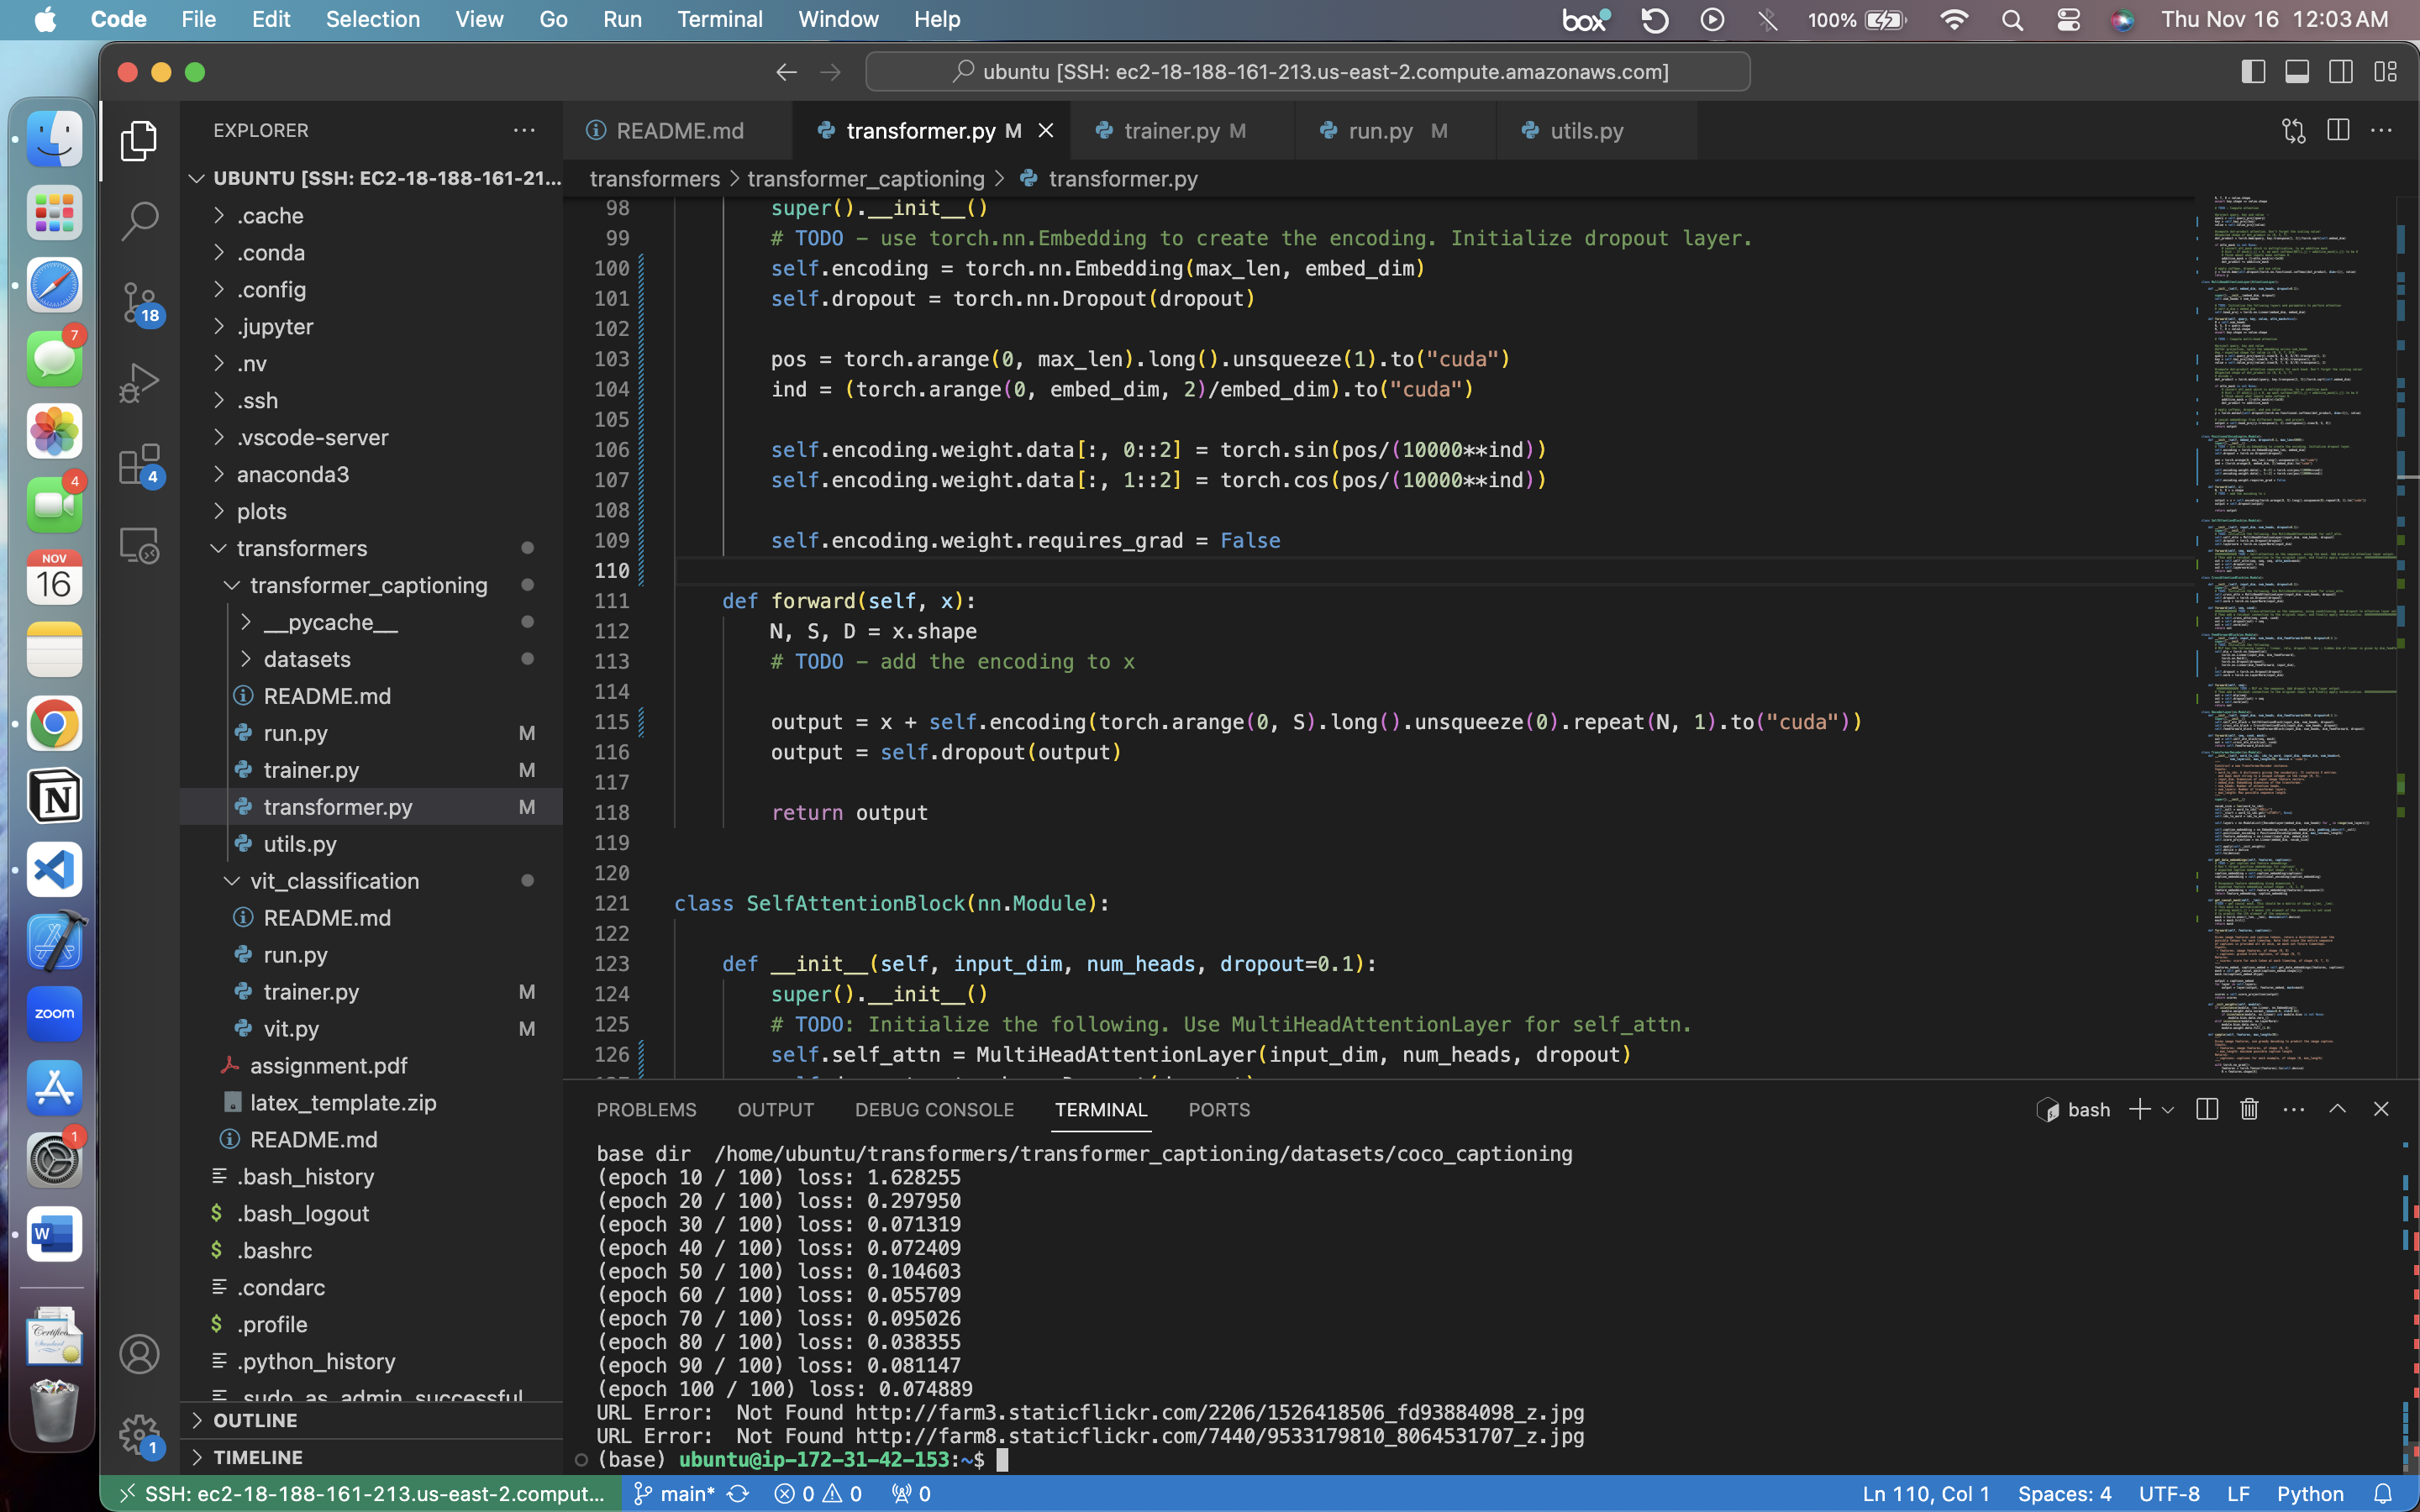 Code File Edit Selection View Go Run Terminal Window Help box 100% Thu Nov 16 12:03 AM
ubuntu [SSH: ec2-18-188-161-213.us-east-2.compute.amazonaws.com]
EXPLORER
README.md transformer.py M trainer.py M run.py M utils.py
UBUNTU [SSH: EC2-18-188-161-21...
transformers > transformer_captioning > transformer.py
.cache
.conda
.config
.jupyter
.nv
.ssh
.vscode-server
anaconda3
plots
transformers
transformer_captioning
__pycache__
datasets
README.md
run.py M
trainer.py M
transformer.py M
utils.py
vit_classification
README.md
run.py
trainer.py M
vit.py M
assignment.pdf
latex_template.zip
README.md
.bash_history
.bash_logout
.bashrc
.condarc
.profile
.python_history
.sudo_as_admin_successful
OUTLINE
TIMELINE
18
4
1
7
4
NOV
16
zoom
1
W
98 super().__init__()
99 # TODO – use torch.nn.Embedding to create the encoding. Initialize dropout layer.
100 self.encoding = torch.nn.Embedding(max_len, embed_dim)
101 self.dropout = torch.nn.Dropout(dropout)
102
103 pos = torch.arange(0, max_len).long().unsqueeze(1).to("cuda")
104 ind = (torch.arange(0, embed_dim, 2)/embed_dim).to("cuda")
105
106 self.encoding.weight.data[:, 0::2] = torch.sin(pos/(10000**ind))
107 self.encoding.weight.data[:, 1::2] = torch.cos(pos/(10000**ind))
108
109 self.encoding.weight.requires_grad = False
110
111 def forward(self, x):
112 N, S, D = x.shape
113 # TODO – add the encoding to x
114
115 output = x + self.encoding(torch.arange(0, S).long().unsqueeze(0).repeat(N, 1).to("cuda"))
116 output = self.dropout(output)
117
118 return output
119
120
121 class SelfAttentionBlock(nn.Module):
122
123 def __init__(self, input_dim, num_heads, dropout=0.1):
124 super().__init__()
125 # TODO: Initialize the following. Use MultiHeadAttentionLayer for self_attn.
126 self.self_attn = MultiHeadAttentionLayer(input_dim, num_heads, dropout)
PROBLEMS OUTPUT DEBUG CONSOLE TERMINAL PORTS bash
base dir /home/ubuntu/transformers/transformer_captioning/datasets/coco_captioning
(epoch 10 / 100) loss: 1.628255
(epoch 20 / 100) loss: 0.297950
(epoch 30 / 100) loss: 0.071319
(epoch 40 / 100) loss: 0.072409
(epoch 50 / 100) loss: 0.104603
(epoch 60 / 100) loss: 0.055709
(epoch 70 / 100) loss: 0.095026
(epoch 80 / 100) loss: 0.038355
(epoch 90 / 100) loss: 0.081147
(epoch 100 / 100) loss: 0.074889
URL Error: Not Found http://farm3.staticflickr.com/2206/1526418506_fd93884098_z.jpg
URL Error: Not Found http://farm8.staticflickr.com/7440/9533179810_8064531707_z.jpg
(base) ubuntu@ip-172-31-42-153:~$
SSH: ec2-18-188-161-213.us-east-2.comput... main* 0 0 0 Ln 110, Col 1 Spaces: 4 UTF-8 LF Python